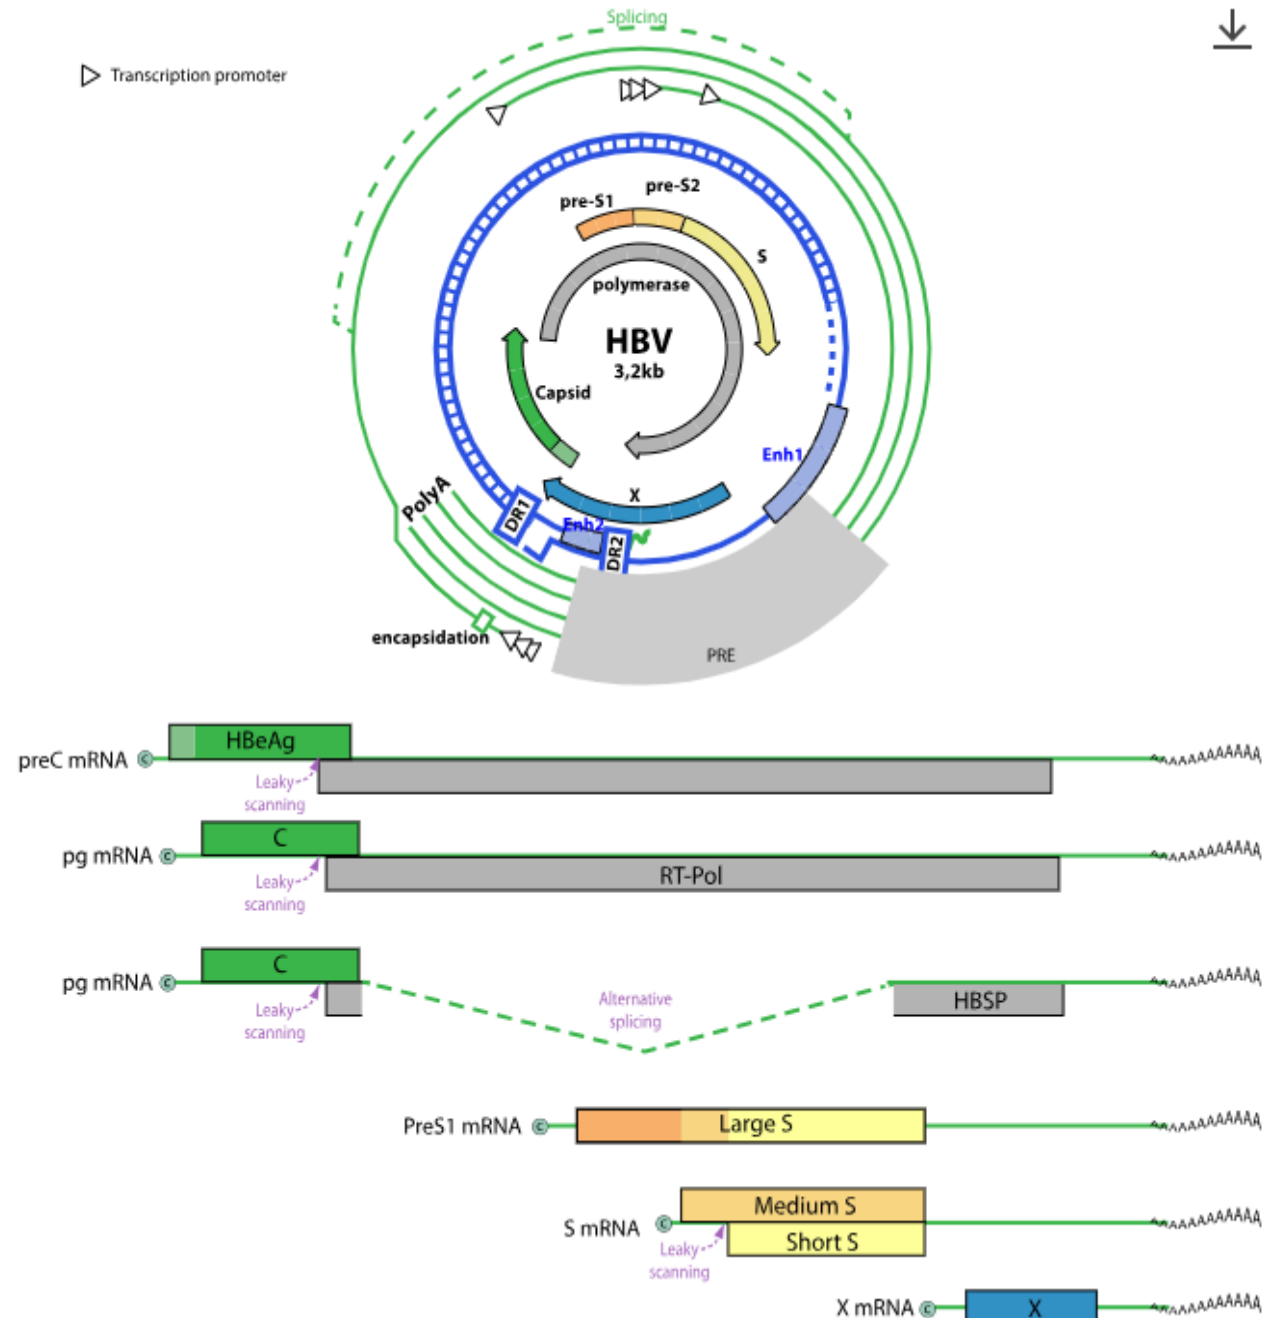 Splicing
Transcription promoter
pre-S2
pre-S1
S
polymerase
HBV
3,2kb
Capsid
Enh1
PolyA
X
DR1
Enh2
DR2
encapsidation
PRE
HBeAg
preC mRNA
C
Leaky
scanning
C
pg mRNA
C
RT-Pol
Leaky
scanning
C
pg mRNA
C
Leaky
scanning
Alternative
splicing
HBSP
PreS1 mRNA
C
Large S
Medium S
S mRNA
C
Short S
Leaky
scanning
X mRNA
C
X